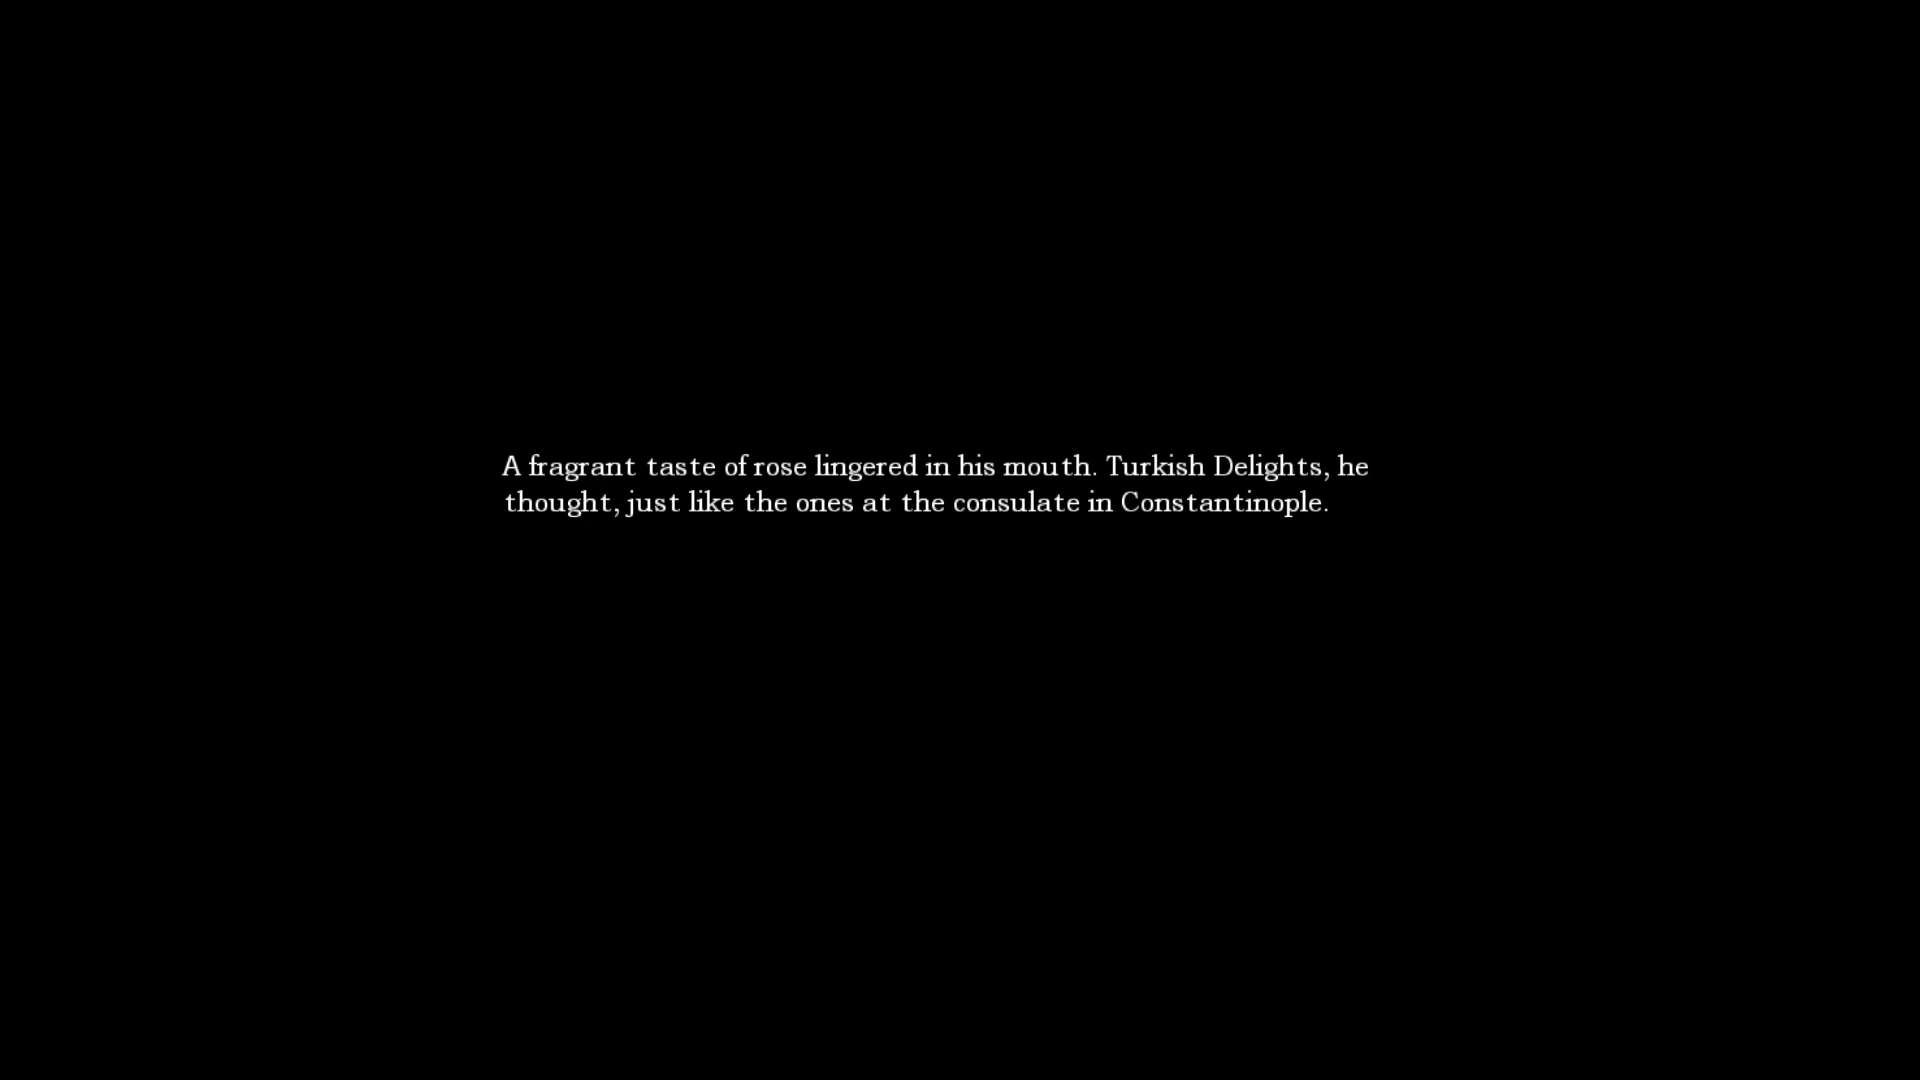 A fragrant taste of rose lingered in his mouth. Turkish Delights, he
thought, just like the ones at the consulate in Constantinople.